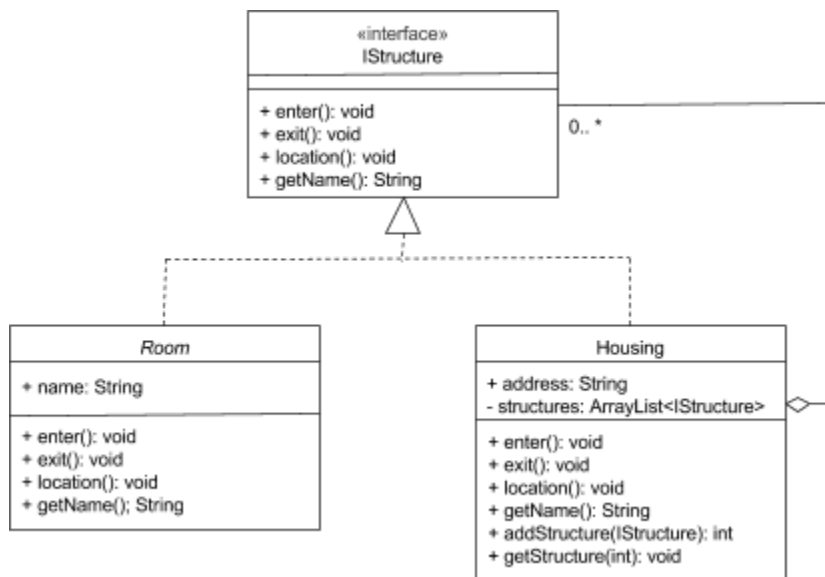 «interface»
IStructure
+ enter(): void
+ exit(): void
+ location(): void
+ getName(): String
0.. *
Room
+ name: String
+ enter(): void
+ exit(): void
+ location(): void
+ getName(); String
Housing
+ address: String
- structures: ArrayList<IStructure>
+ enter(): void
+ exit(): void
+ location(): void
+ getName(): String
+ addStructure(IStructure): int
+ getStructure(int): void